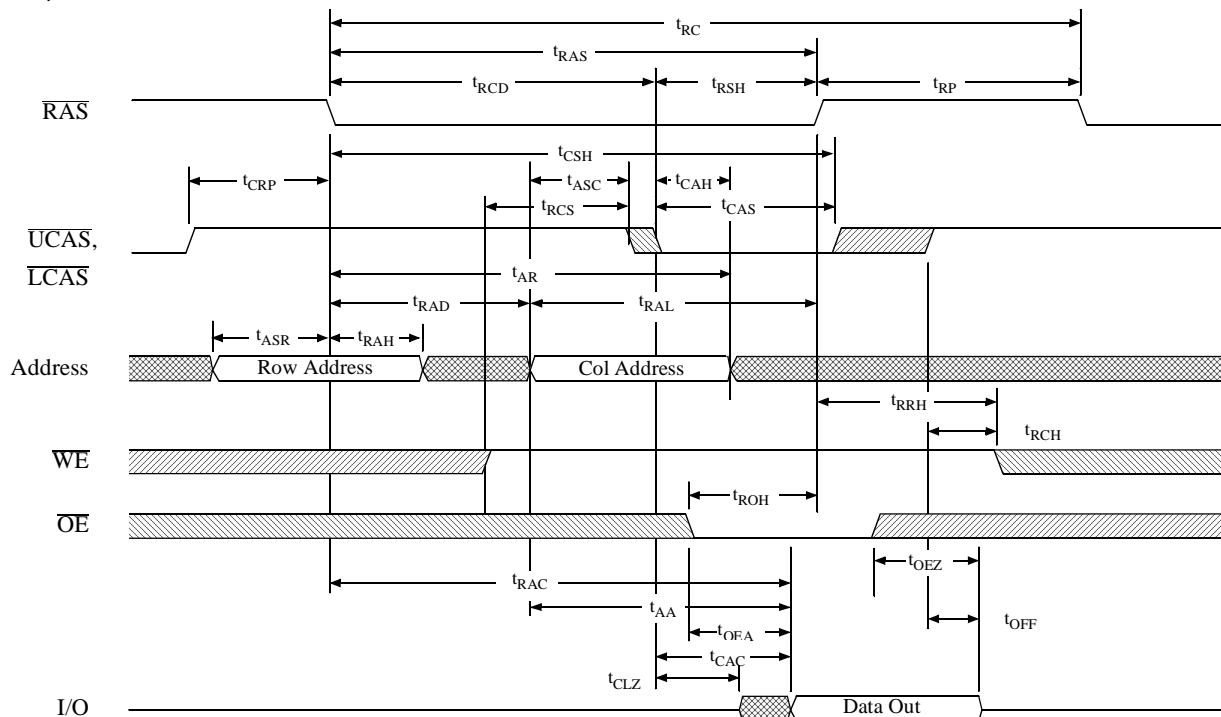 tRC
tRAS
tRCD tRSH tRP
RAS
tCSH
tCRP tASC tCAH
tRCS tCAS
UCAS,
LCAS
tAR
tRAD tRAL
tASR tRAH
Address Row Address Col Address
tRRH
tRCH
WE
tROH
OE
tOEZ
tRAC
tAA
tOEA tOFF
tCAC
tCLZ
I/O Data Out